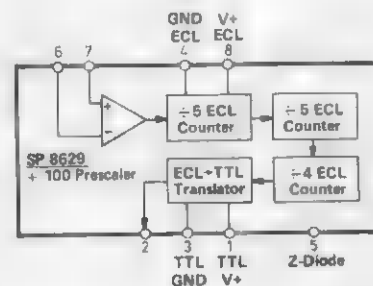 GND V+
ECL ECL
6 7 4 8
÷5 ECL
Counter
÷5 ECL
Counter
SP 8629
÷ 100 Prescaler
ECL→TTL
Translator
÷4 ECL
Counter
2 3 1 5
TTL TTL Z-Diode
GND V+